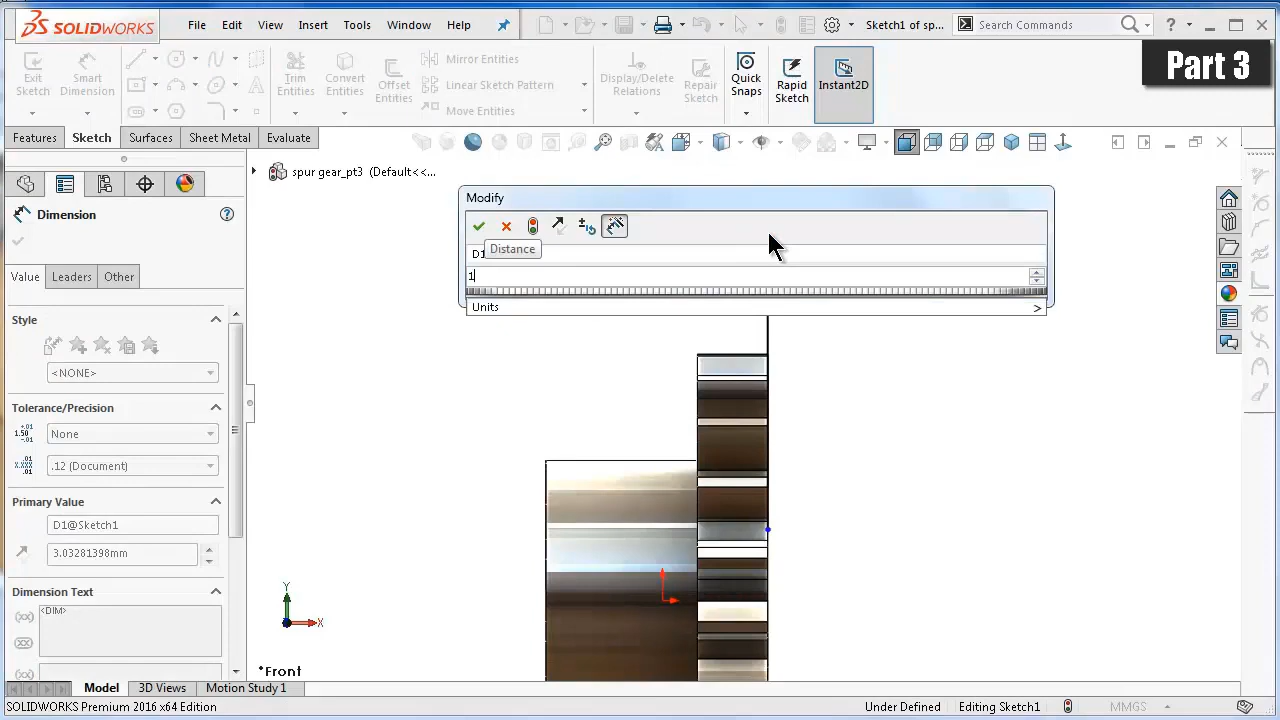 SOLIDWORKS
File Edit View Insert Tools Window Help
Sketch1 of sp...
Search Commands
Part 3
Exit Sketch
Smart Dimension
Trim Entities
Convert Entities
Offset Entities
Mirror Entities
Linear Sketch Pattern
Move Entities
Display/Delete Relations
Repair Sketch
Quick Snaps
Rapid Sketch
Instant2D
Features Sketch Surfaces Sheet Metal Evaluate
spur gear_pt3 (Default<<...
Dimension
Value Leaders Other
Style
<NONE>
Tolerance/Precision
None
.12 (Document)
Primary Value
D1@Sketch1
3.03281398mm
Dimension Text
<DIM>
Modify
D1
Distance
1
Units >
Y
X
*Front
Model 3D Views Motion Study 1
SOLIDWORKS Premium 2016 x64 Edition
Under Defined Editing Sketch1 MMGS